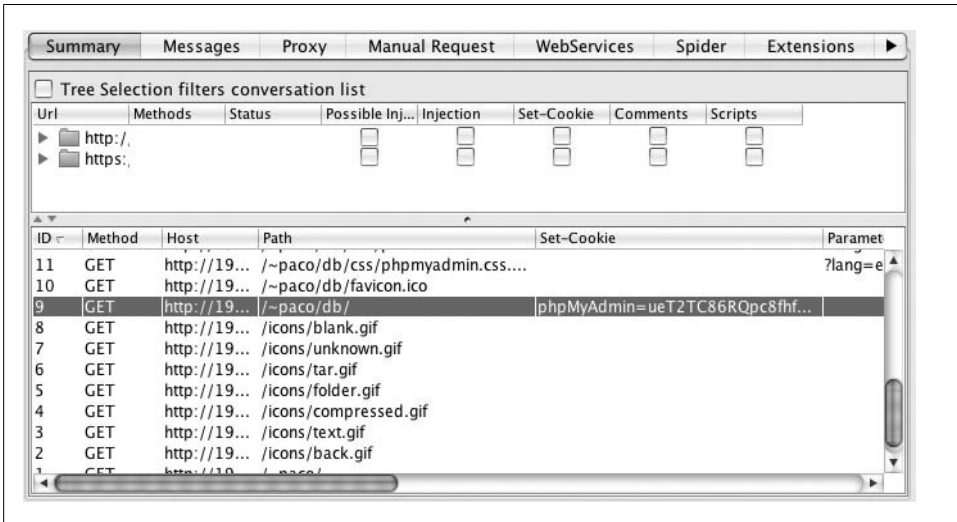 Summary Messages Proxy Manual Request WebServices Spider Extensions
Tree Selection filters conversation list
Url Methods Status Possible Inj... Injection Set-Cookie Comments Scripts
http:/
https:
ID Method Host Path Set-Cookie Paramet
11 GET http://19... /~paco/db/css/phpmyadmin.css.... ?lang=e
10 GET http://19... /~paco/db/favicon.ico
9 GET http://19... /~paco/db/ phpMyAdmin=ueT2TC86RQpc8fhf...
8 GET http://19... /icons/blank.gif
7 GET http://19... /icons/unknown.gif
6 GET http://19... /icons/tar.gif
5 GET http://19... /icons/folder.gif
4 GET http://19... /icons/compressed.gif
3 GET http://19... /icons/text.gif
2 GET http://19... /icons/back.gif